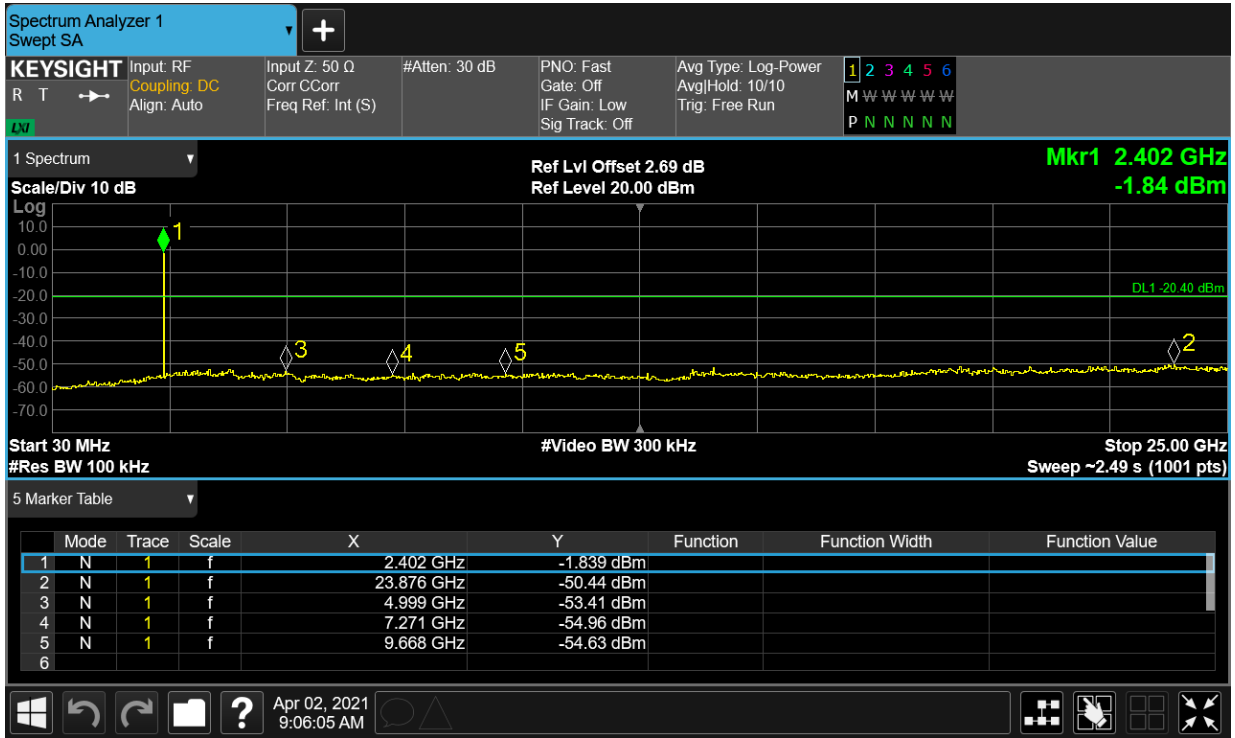 Spectrum Analyzer 1
Swept SA
KEYSIGHT
R T
LXI
Input: RF
Coupling: DC
Align: Auto
Input Z: 50 Ω
Corr CCorr
Freq Ref: Int (S)
#Atten: 30 dB
PNO: Fast
Gate: Off
IF Gain: Low
Sig Track: Off
Avg Type: Log-Power
Avg|Hold: 10/10
Trig: Free Run
1 2 3 4 5 6
M W W W W W
P N N N N N
1 Spectrum
Scale/Div 10 dB
Ref Lvl Offset 2.69 dB
Ref Level 20.00 dBm
Mkr1 2.402 GHz
-1.84 dBm
Log
10.0
0.00
-10.0
-20.0
-30.0
-40.0
-50.0
-60.0
-70.0
1
DL1 -20.40 dBm
3
4
5
2
Start 30 MHz
#Res BW 100 kHz
#Video BW 300 kHz
Stop 25.00 GHz
Sweep ~2.49 s (1001 pts)
5 Marker Table
Mode Trace Scale X Y Function Function Width Function Value
1 N 1 f 2.402 GHz -1.839 dBm
2 N 1 f 23.876 GHz -50.44 dBm
3 N 1 f 4.999 GHz -53.41 dBm
4 N 1 f 7.271 GHz -54.96 dBm
5 N 1 f 9.668 GHz -54.63 dBm
6
?
Apr 02, 2021
9:06:05 AM